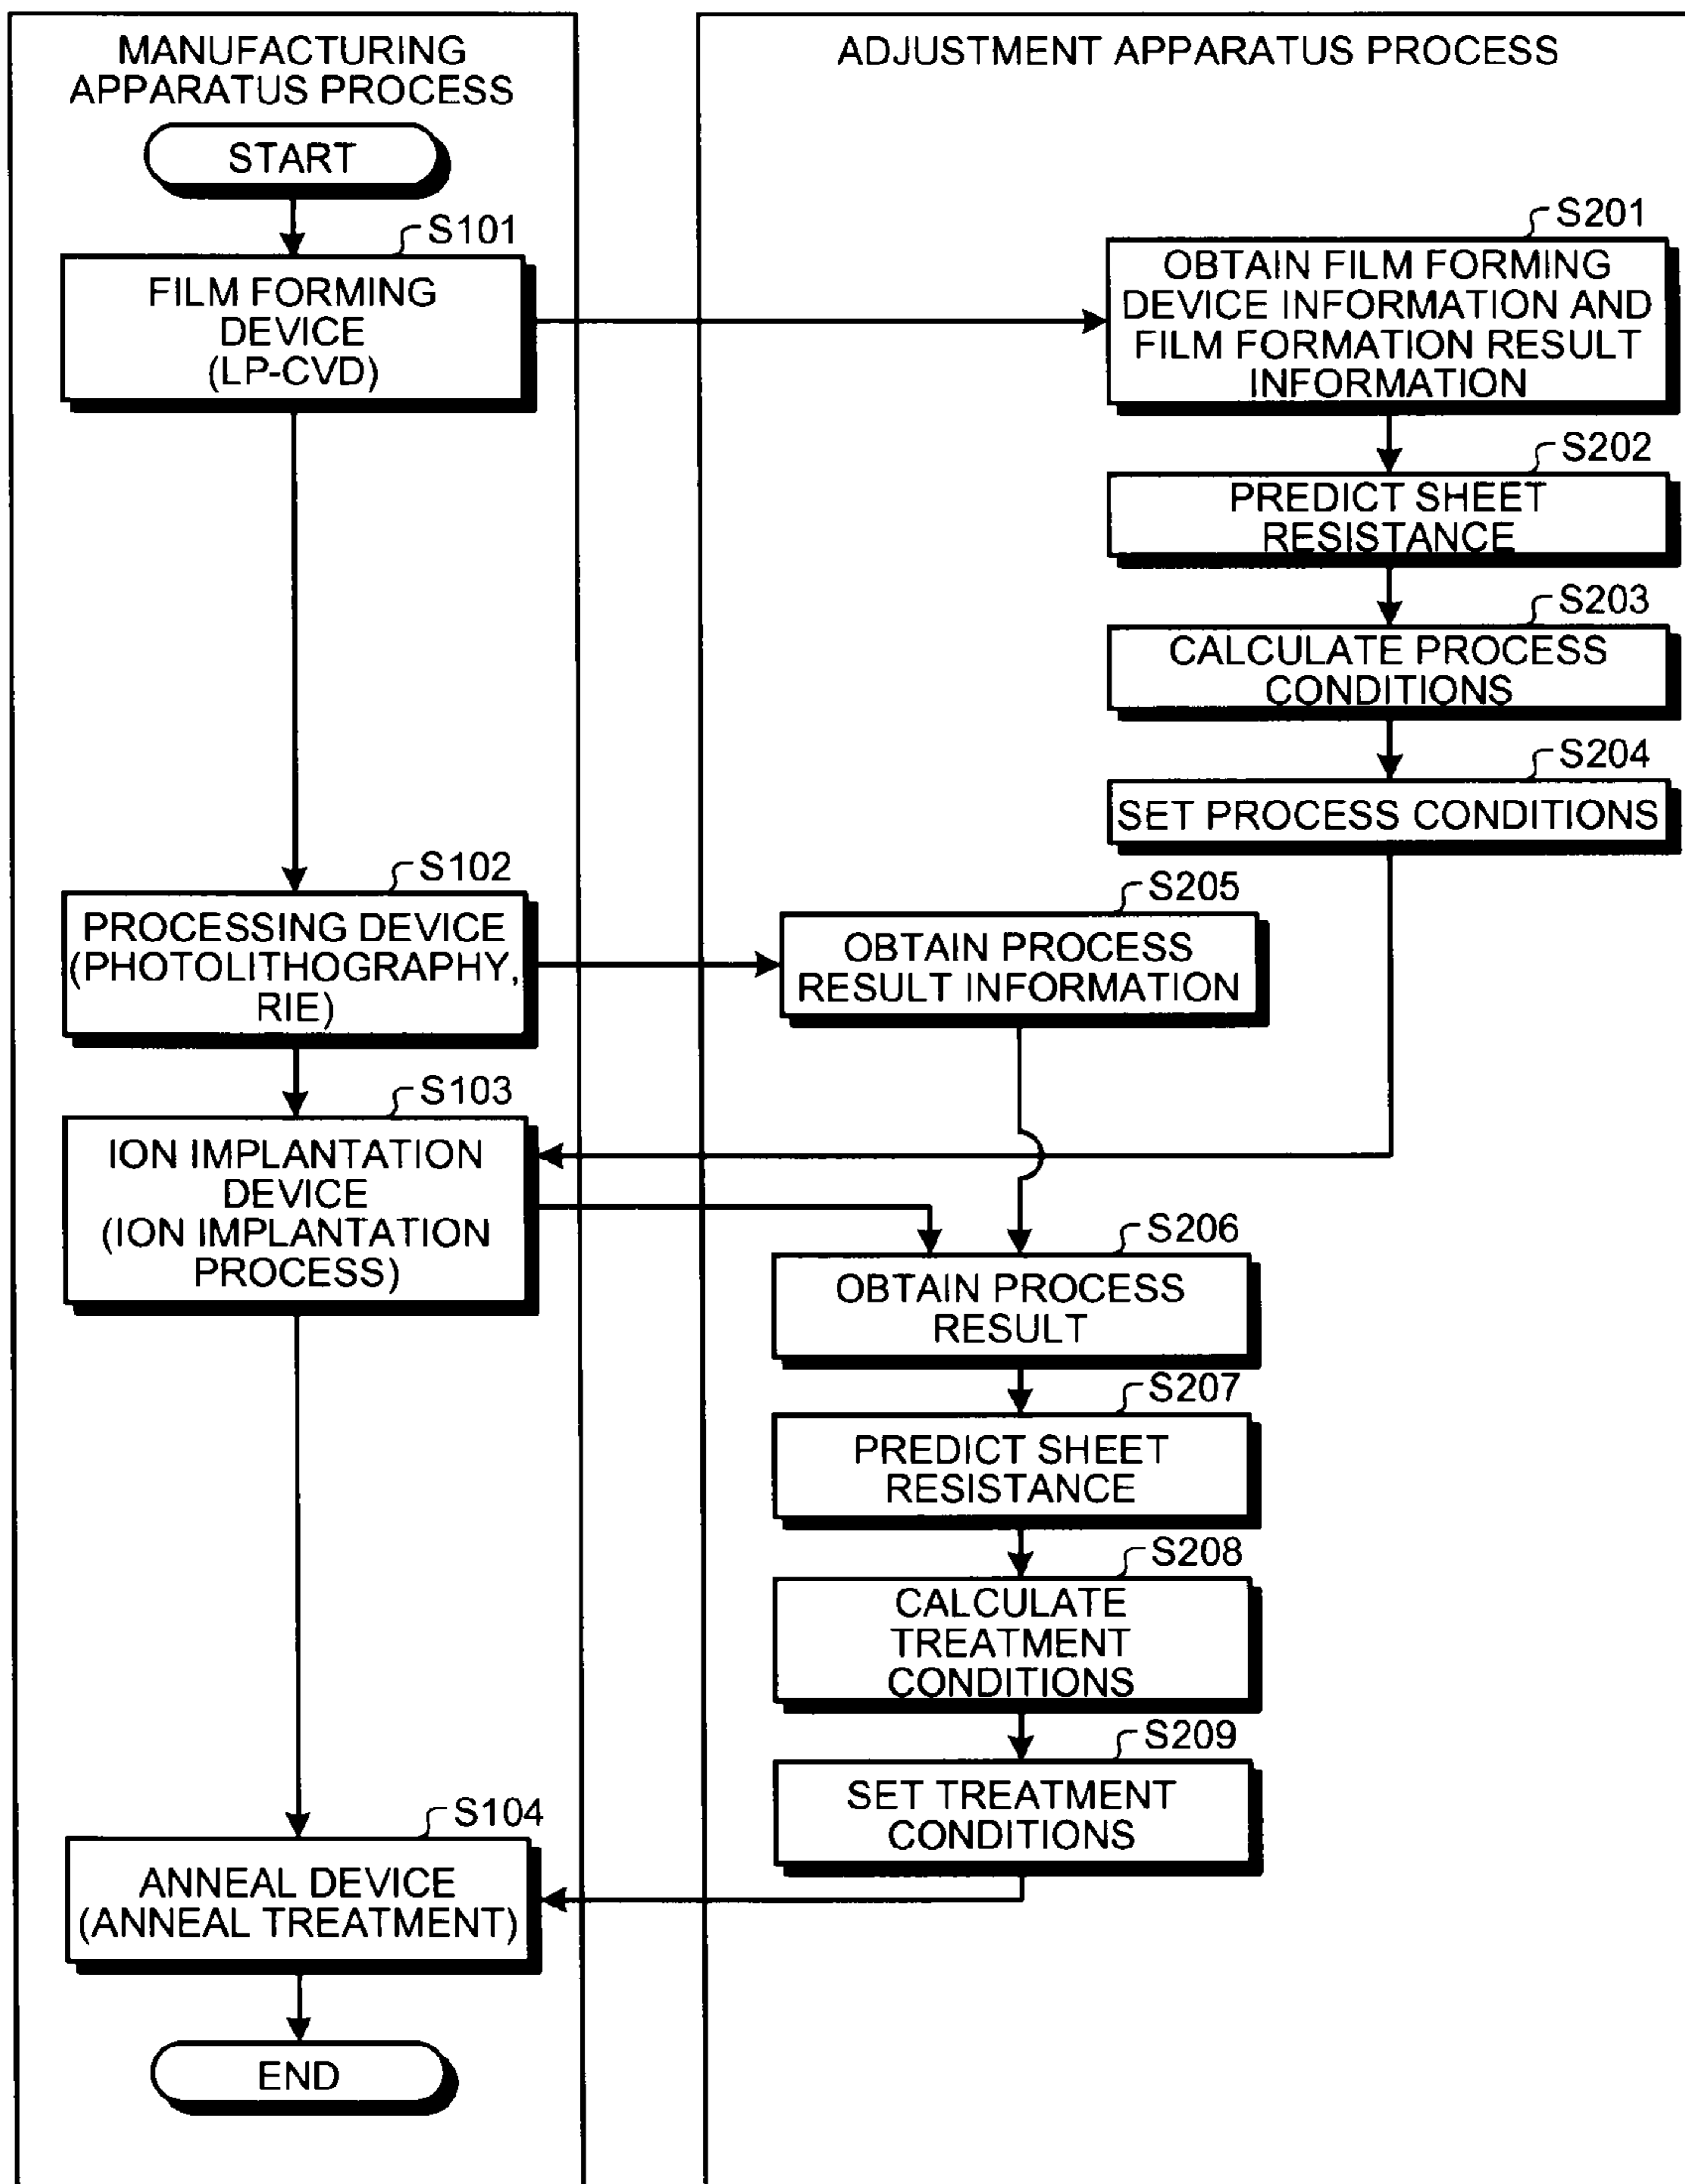 MANUFACTURING
APPARATUS PROCESS
START
S101
FILM FORMING
DEVICE
(LP-CVD)
S102
PROCESSING DEVICE
(PHOTOLITHOGRAPHY,
RIE)
S103
ION IMPLANTATION
DEVICE
(ION IMPLANTATION
PROCESS)
S104
ANNEAL DEVICE
(ANNEAL TREATMENT)
END
ADJUSTMENT APPARATUS PROCESS
S201
OBTAIN FILM FORMING
DEVICE INFORMATION AND
FILM FORMATION RESULT
INFORMATION
S202
PREDICT SHEET
RESISTANCE
S203
CALCULATE PROCESS
CONDITIONS
S204
SET PROCESS CONDITIONS
S205
OBTAIN PROCESS
RESULT INFORMATION
S206
OBTAIN PROCESS
RESULT
S207
PREDICT SHEET
RESISTANCE
S208
CALCULATE
TREATMENT
CONDITIONS
S209
SET TREATMENT
CONDITIONS